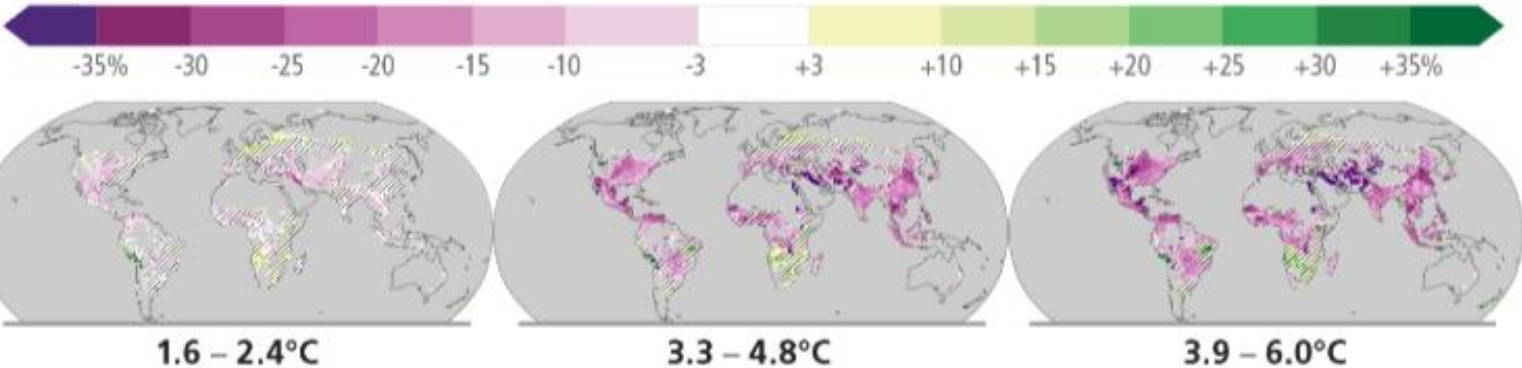 -35% -30 -25 -20 -15 -10 -3 +3 +10 +15 +20 +25 +30 +35%
1.6 – 2.4°C 3.3 – 4.8°C 3.9 – 6.0°C